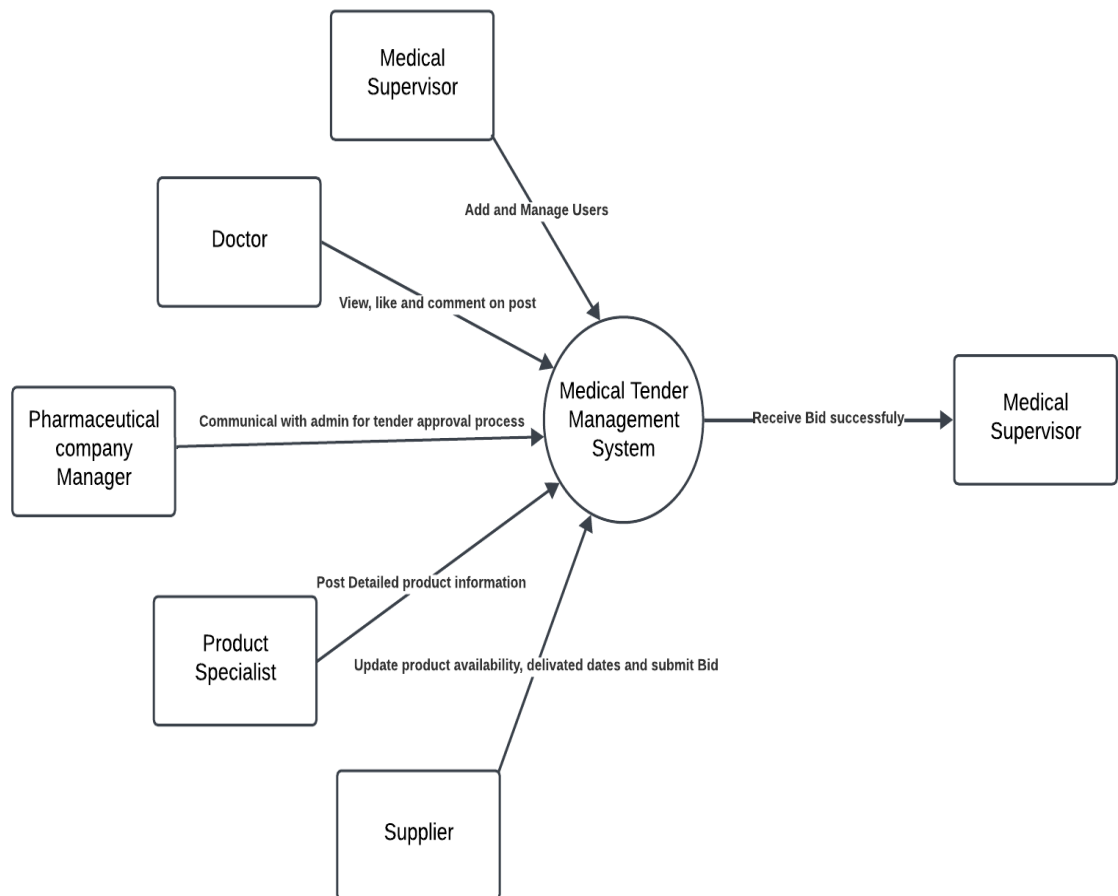 Medical
Supervisor
Add and Manage Users
Doctor
View, like and comment on post
Pharmaceutical
company
Manager
Communical with admin for tender approval process
Medical Tender
Management
System
Receive Bid successfuly
Medical
Supervisor
Post Detailed product information
Product
Specialist
Update product availability, delivated dates and submit Bid
Supplier